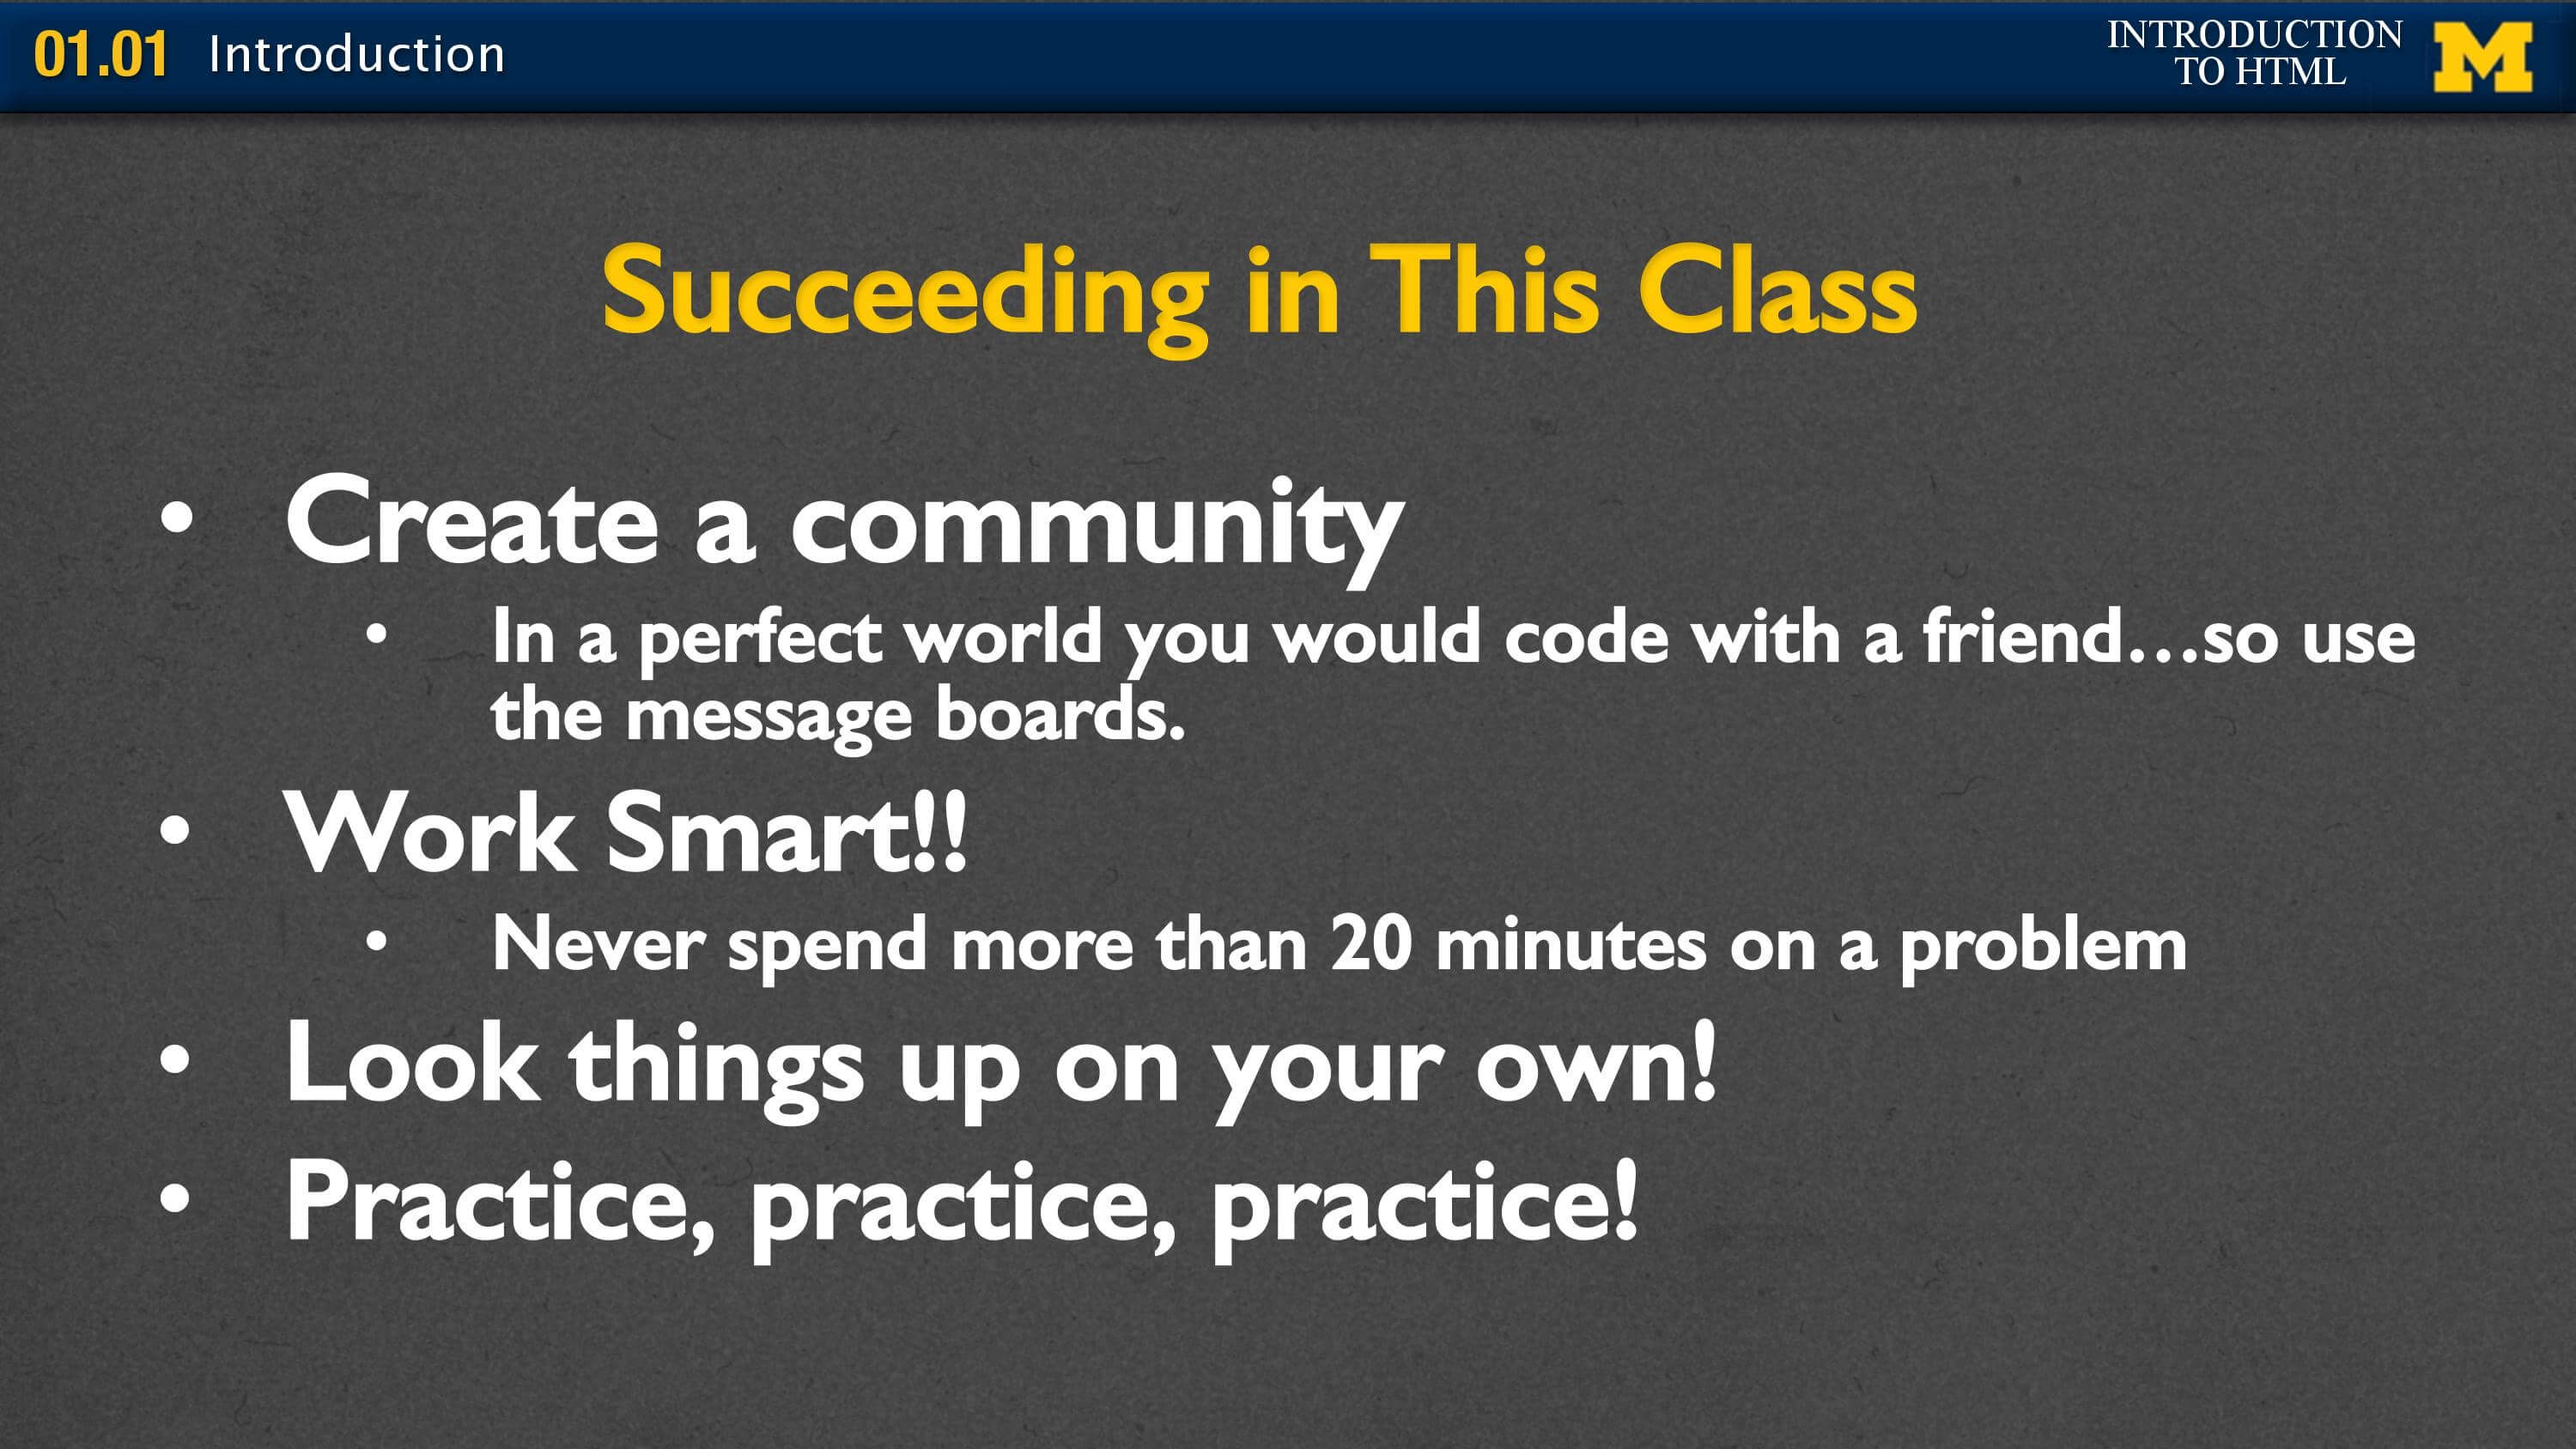 01.01 Introduction
INTRODUCTION
TO HTML
M
Succeeding in This Class
• Create a community
• In a perfect world you would code with a friend...so use
the message boards.
• Work Smart!!
• Never spend more than 20 minutes on a problem
• Look things up on your own!
• Practice, practice, practice!